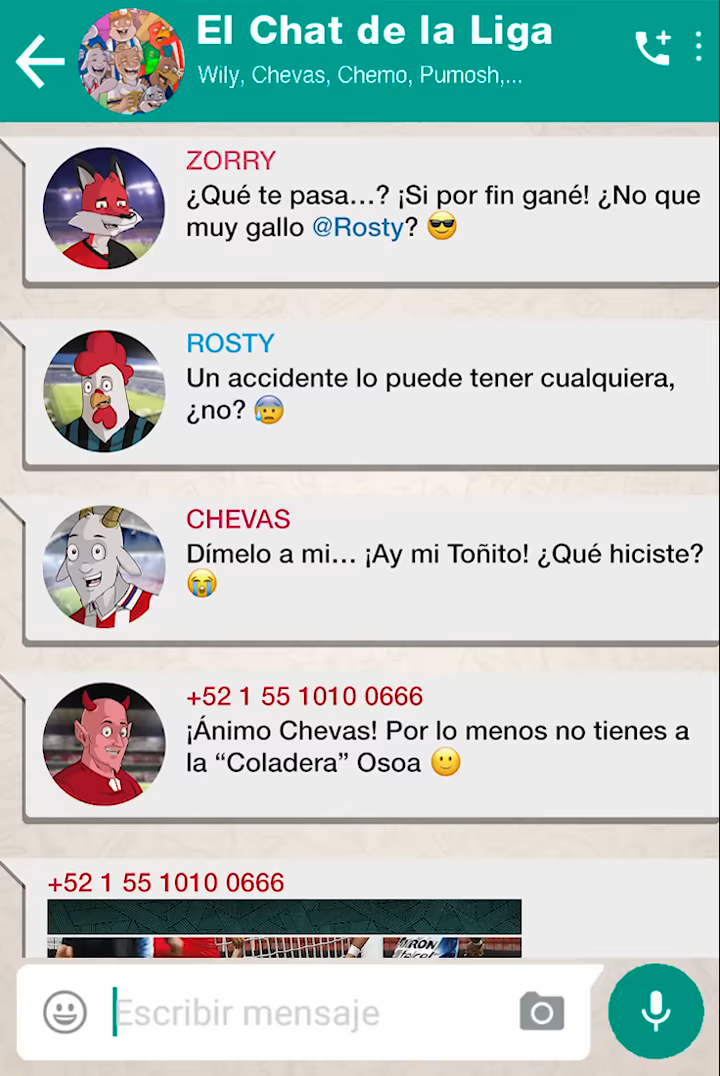 El Chat de la Liga
Wily, Chevas, Chemo, Pumosh,...
ZORRY
¿Qué te pasa...? ¡Si por fin gané! ¿No que
muy gallo @Rosty? 😎
ROSTY
Un accidente lo puede tener cualquiera,
¿no? 😰
CHEVAS
Dímelo a mi... ¡Ay mi Toñito! ¿Qué hiciste?
😭
+52 1 55 1010 0666
¡Ánimo Chevas! Por lo menos no tienes a
la “Coladera” Osoa 🙂
+52 1 55 1010 0666
telcel
Escribir mensaje